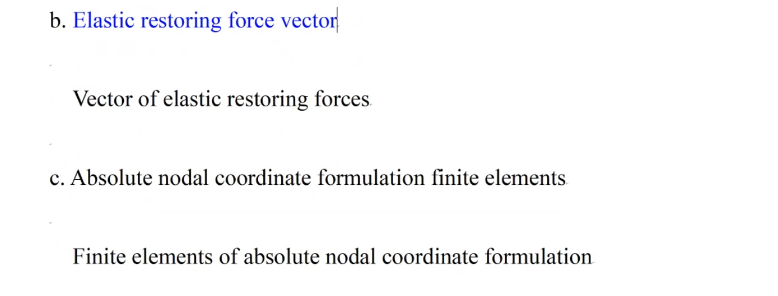 b. Elastic restoring force vector
Vector of elastic restoring forces
c. Absolute nodal coordinate formulation finite elements
Finite elements of absolute nodal coordinate formulation